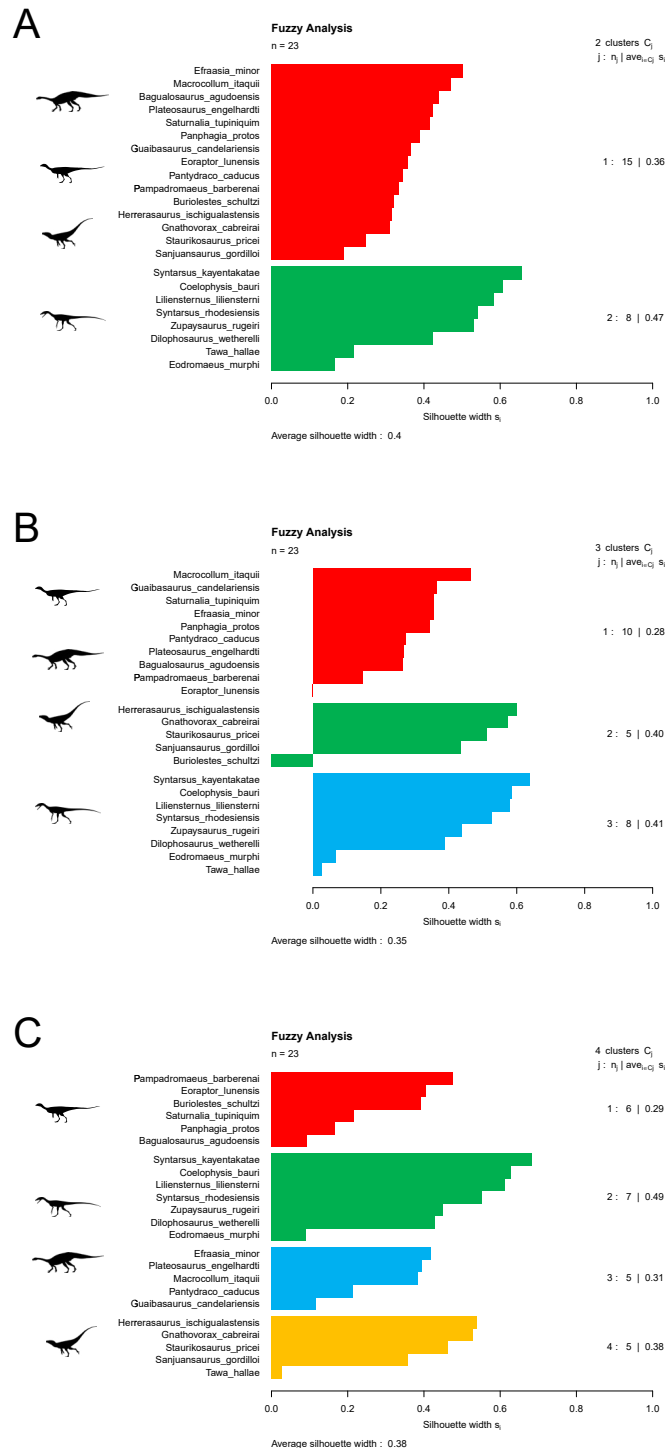 A
Fuzzy Analysis
n = 23
2 clusters Cj
j : nj | avei∈Cj si
Efraasia_minor
Macrocollum_itaquii
Bagualosaurus_agudoensis
Plateosaurus_engelhardti
Saturnalia_tupiniquim
Panphagia_protos
Guaibasaurus_candelariensis
Eoraptor_lunensis
1 : 15 | 0.36
Pantydraco_caducus
Pampadromaeus_barberenai
Buriolestes_schultzi
Herrerasaurus_ischigualastensis
Gnathovorax_cabreirai
Staurikosaurus_pricei
Sanjuansaurus_gordilloi
Syntarsus_kayentakatae
Coelophysis_bauri
Liliensternus_liliensterni
Syntarsus_rhodesiensis
2 : 8 | 0.47
Zupaysaurus_rugeiri
Dilophosaurus_wetherelli
Tawa_hallae
Eodromaeus_murphi
0.0 0.2 0.4 0.6 0.8 1.0
Silhouette width si
Average silhouette width : 0.4
B
Fuzzy Analysis
n = 23
3 clusters Cj
j : nj | avei∈Cj si
Macrocollum_itaquii
Guaibasaurus_candelariensis
Saturnalia_tupiniquim
Efraasia_minor
Panphagia_protos
1 : 10 | 0.28
Pantydraco_caducus
Plateosaurus_engelhardti
Bagualosaurus_agudoensis
Pampadromaeus_barberenai
Eoraptor_lunensis
Herrerasaurus_ischigualastensis
Gnathovorax_cabreirai
Staurikosaurus_pricei
2 : 5 | 0.40
Sanjuansaurus_gordilloi
Buriolestes_schultzi
Syntarsus_kayentakatae
Coelophysis_bauri
Liliensternus_liliensterni
Syntarsus_rhodesiensis
3 : 8 | 0.41
Zupaysaurus_rugeiri
Dilophosaurus_wetherelli
Eodromaeus_murphi
Tawa_hallae
0.0 0.2 0.4 0.6 0.8 1.0
Silhouette width si
Average silhouette width : 0.35
C
Fuzzy Analysis
n = 23
4 clusters Cj
j : nj | avei∈Cj si
Pampadromaeus_barberenai
Eoraptor_lunensis
Buriolestes_schultzi
1 : 6 | 0.29
Saturnalia_tupiniquim
Panphagia_protos
Bagualosaurus_agudoensis
Syntarsus_kayentakatae
Coelophysis_bauri
Liliensternus_liliensterni
Syntarsus_rhodesiensis
2 : 7 | 0.49
Zupaysaurus_rugeiri
Dilophosaurus_wetherelli
Eodromaeus_murphi
Efraasia_minor
Plateosaurus_engelhardti
Macrocollum_itaquii
3 : 5 | 0.31
Pantydraco_caducus
Guaibasaurus_candelariensis
Herrerasaurus_ischigualastensis
Gnathovorax_cabreirai
Staurikosaurus_pricei
4 : 5 | 0.38
Sanjuansaurus_gordilloi
Tawa_hallae
0.0 0.2 0.4 0.6 0.8 1.0
Silhouette width si
Average silhouette width : 0.38